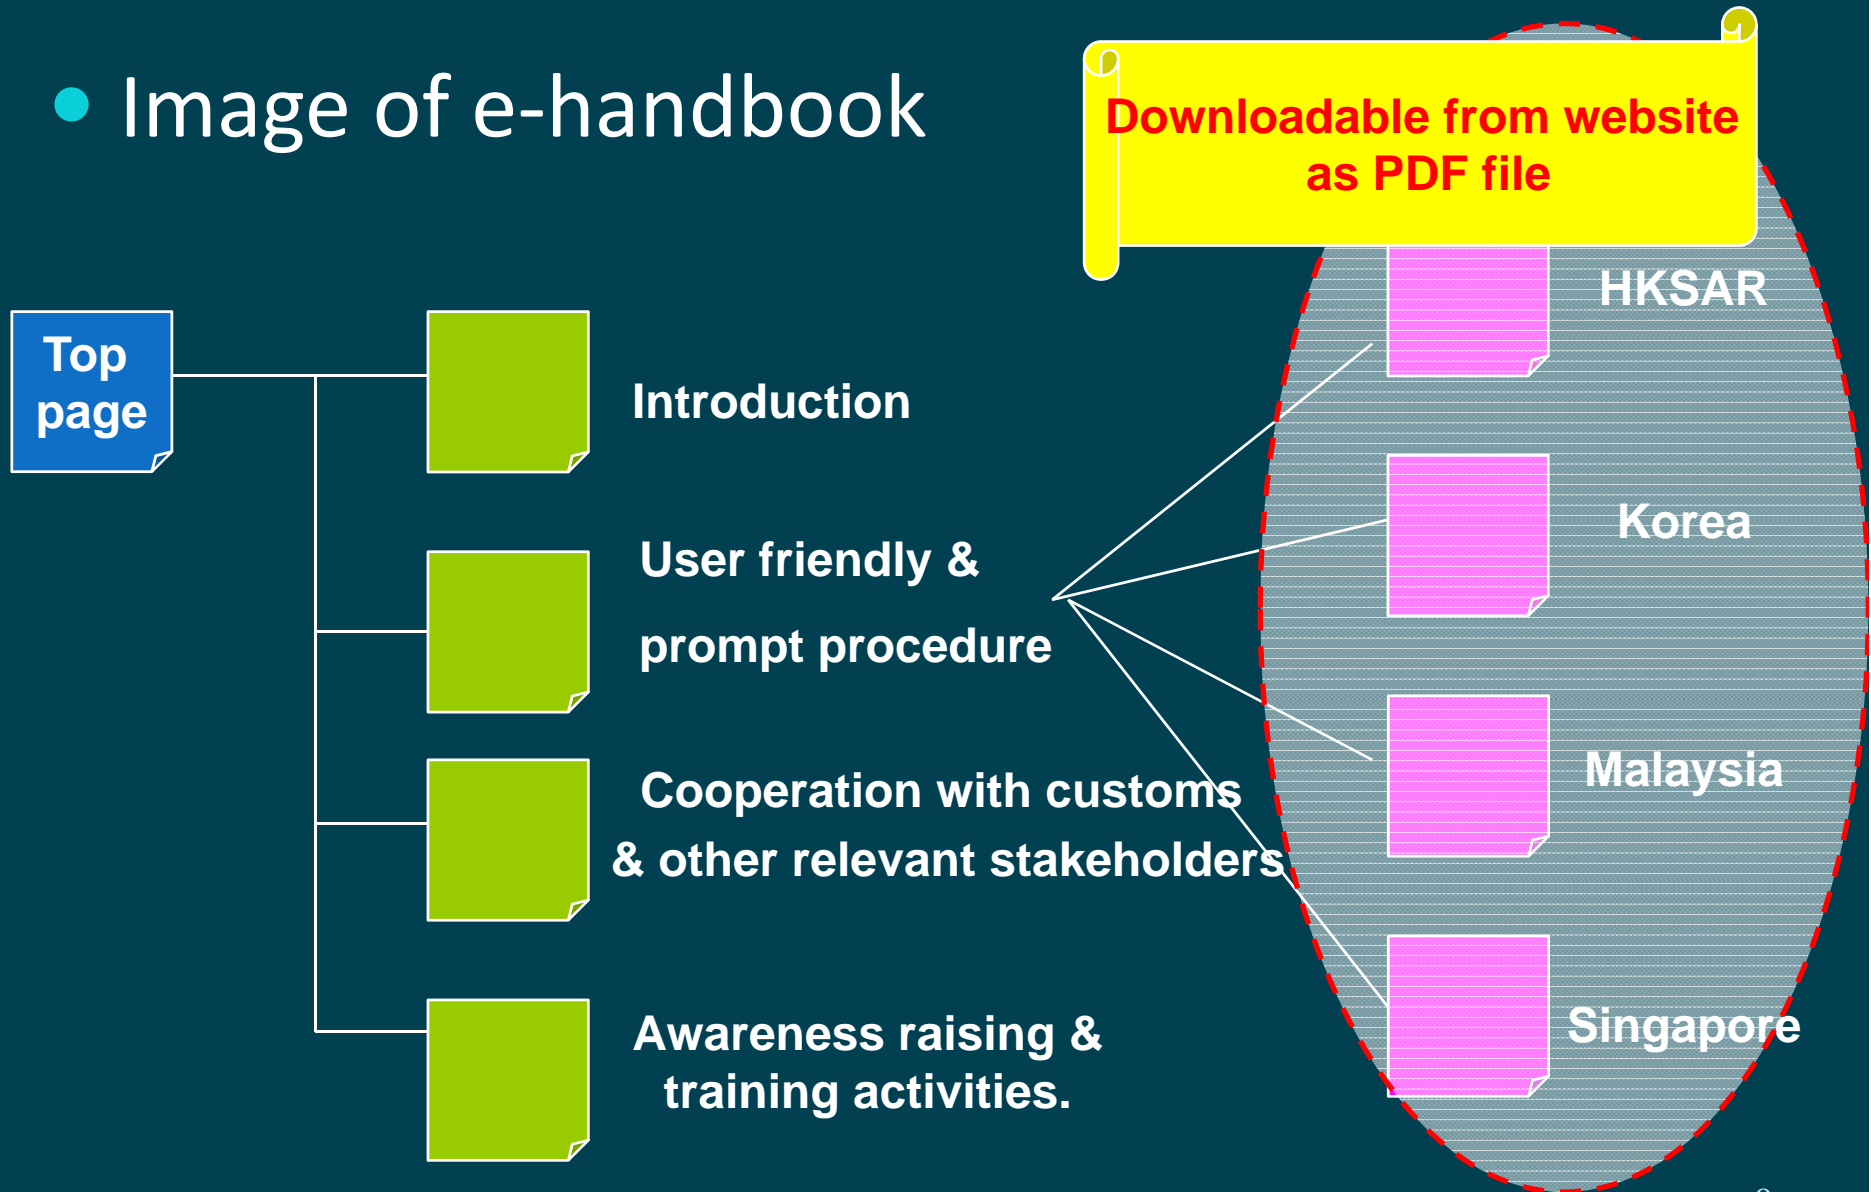 Image of e-handbook
Downloadable from website
as PDF file
HKSAR
Top
page
Introduction
Korea
User friendly &
prompt procedure
Malaysia
Cooperation with customs
& other relevant stakeholders
Singapore
Awareness raising &
training activities.